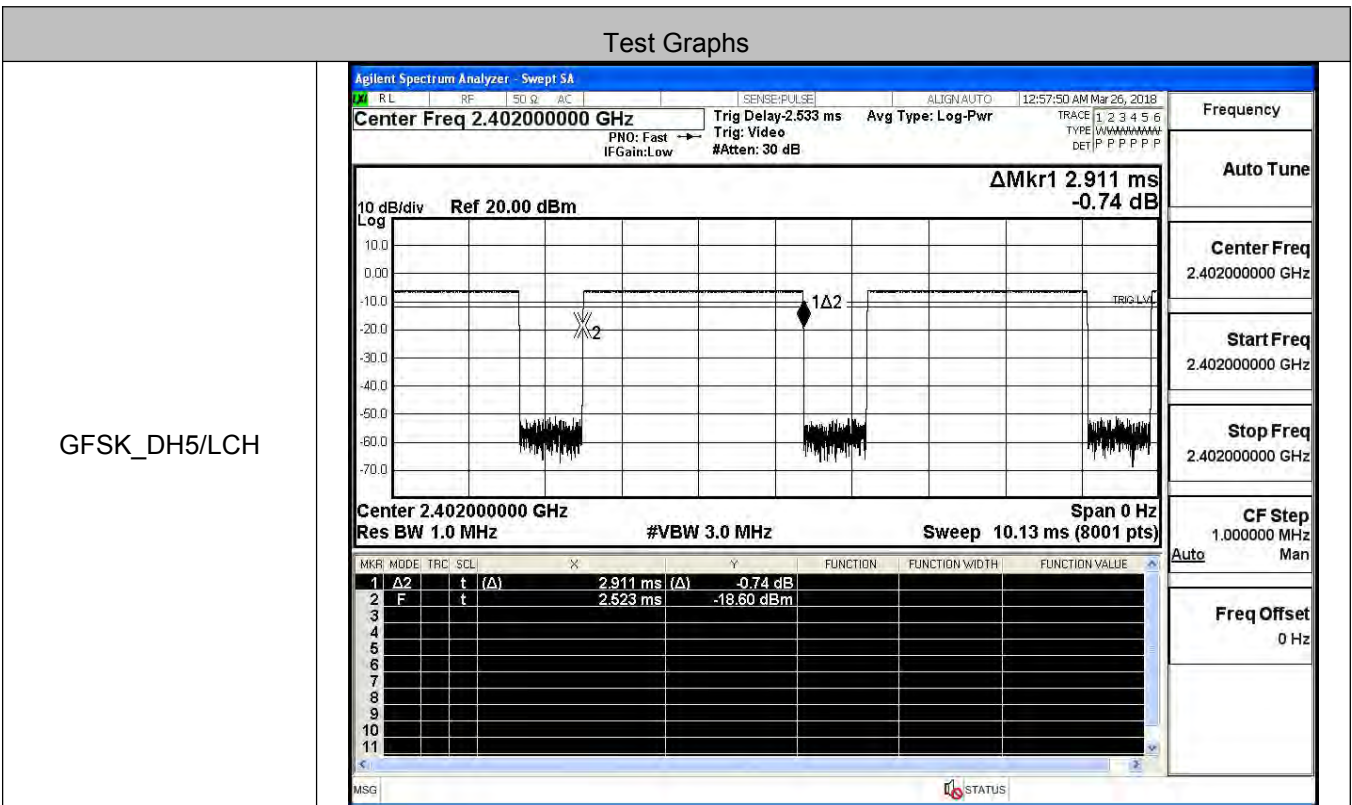 Test Graphs
GFSK_DH5/LCH
Agilent Spectrum Analyzer - Swept SA
RL RF 50 Ω AC SENSE:PULSE ALIGN AUTO 12:57:50 AM Mar 26, 2018
Center Freq 2.402000000 GHz Trig Delay-2.533 ms Avg Type: Log-Pwr TRACE 1 2 3 4 5 6
PNO: Fast Trig: Video TYPE WWWWWW
IFGain:Low #Atten: 30 dB DET P P P P P P
ΔMkr1 2.911 ms
-0.74 dB
10 dB/div Ref 20.00 dBm
Log
10.0
0.00
-10.0
-20.0
-30.0
-40.0
-50.0
-60.0
-70.0
1Δ2
TRIG LVL
2
Center 2.402000000 GHz Span 0 Hz
Res BW 1.0 MHz #VBW 3.0 MHz Sweep 10.13 ms (8001 pts)
MKR MODE TRC SCL X Y FUNCTION FUNCTION WIDTH FUNCTION VALUE
1 Δ2 t (Δ) 2.911 ms (Δ) -0.74 dB
2 F t 2.523 ms -18.60 dBm
3
4
5
6
7
8
9
10
11
MSG STATUS
Frequency
Auto Tune
Center Freq
2.402000000 GHz
Start Freq
2.402000000 GHz
Stop Freq
2.402000000 GHz
CF Step
1.000000 MHz
Auto Man
Freq Offset
0 Hz